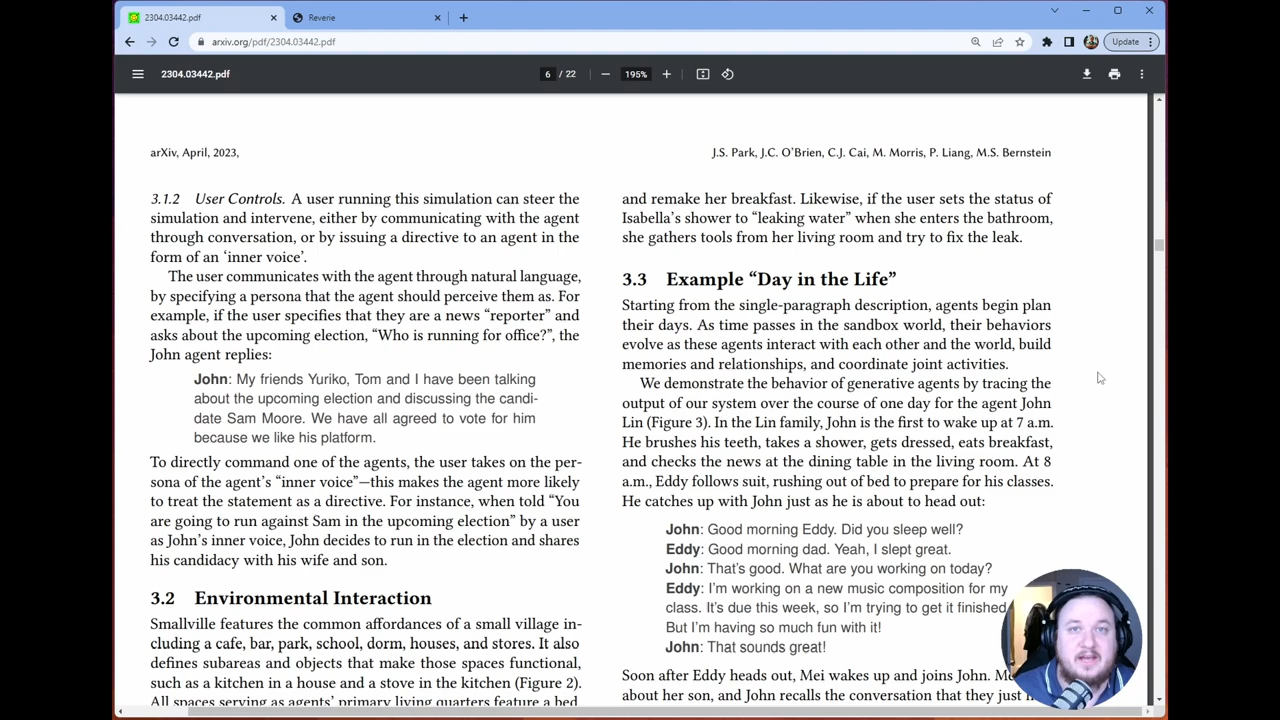 2304.03442.pdf
Reverie
arxiv.org/pdf/2304.03442.pdf
Update
2304.03442.pdf
6 / 22
195%
arXiv, April, 2023,
J.S. Park, J.C. O'Brien, C.J. Cai, M. Morris, P. Liang, M.S. Bernstein
3.1.2 User Controls. A user running this simulation can steer the
simulation and intervene, either by communicating with the agent
through conversation, or by issuing a directive to an agent in the
form of an ‘inner voice’.
The user communicates with the agent through natural language,
by specifying a persona that the agent should perceive them as. For
example, if the user specifies that they are a news “reporter” and
asks about the upcoming election, “Who is running for office?”, the
John agent replies:
John: My friends Yuriko, Tom and I have been talking
about the upcoming election and discussing the candi-
date Sam Moore. We have all agreed to vote for him
because we like his platform.
To directly command one of the agents, the user takes on the per-
sona of the agent’s “inner voice”—this makes the agent more likely
to treat the statement as a directive. For instance, when told “You
are going to run against Sam in the upcoming election” by a user
as John’s inner voice, John decides to run in the election and shares
his candidacy with his wife and son.
3.2 Environmental Interaction
Smallville features the common affordances of a small village in-
cluding a cafe, bar, park, school, dorm, houses, and stores. It also
defines subareas and objects that make those spaces functional,
such as a kitchen in a house and a stove in the kitchen (Figure 2).
All spaces serving as agents’ primary living quarters feature a bed,
and remake her breakfast. Likewise, if the user sets the status of
Isabella’s shower to “leaking water” when she enters the bathroom,
she gathers tools from her living room and try to fix the leak.
3.3 Example “Day in the Life”
Starting from the single-paragraph description, agents begin plan
their days. As time passes in the sandbox world, their behaviors
evolve as these agents interact with each other and the world, build
memories and relationships, and coordinate joint activities.
We demonstrate the behavior of generative agents by tracing the
output of our system over the course of one day for the agent John
Lin (Figure 3). In the Lin family, John is the first to wake up at 7 a.m.
He brushes his teeth, takes a shower, gets dressed, eats breakfast,
and checks the news at the dining table in the living room. At 8
a.m., Eddy follows suit, rushing out of bed to prepare for his classes.
He catches up with John just as he is about to head out:
John: Good morning Eddy. Did you sleep well?
Eddy: Good morning dad. Yeah, I slept great.
John: That’s good. What are you working on today?
Eddy: I’m working on a new music composition for my
class. It’s due this week, so I’m trying to get it finished
But I’m having so much fun with it!
John: That sounds great!
Soon after Eddy heads out, Mei wakes up and joins John.
about her son, and John recalls the conversation that they just